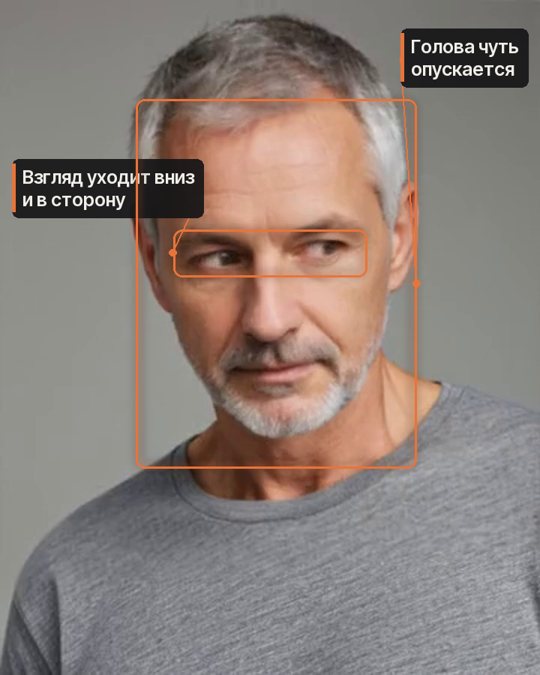 Голова чуть
опускается
Взгляд уходит вниз
и в сторону